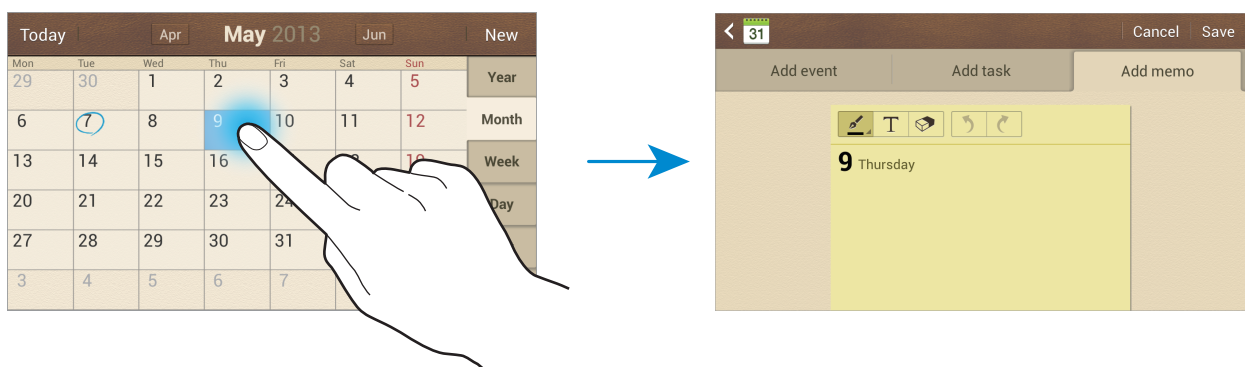 Today Apr May 2013 Jun New
Mon Tue Wed Thu Fri Sat Sun
29 30 1 2 3 4 5 Year
6 7 8 9 10 11 12 Month
13 14 15 16 19 Week
20 21 22 23 24 Day
27 28 29 30 31
3 4 5 6 7
31 Cancel Save
Add event Add task Add memo
T
9 Thursday